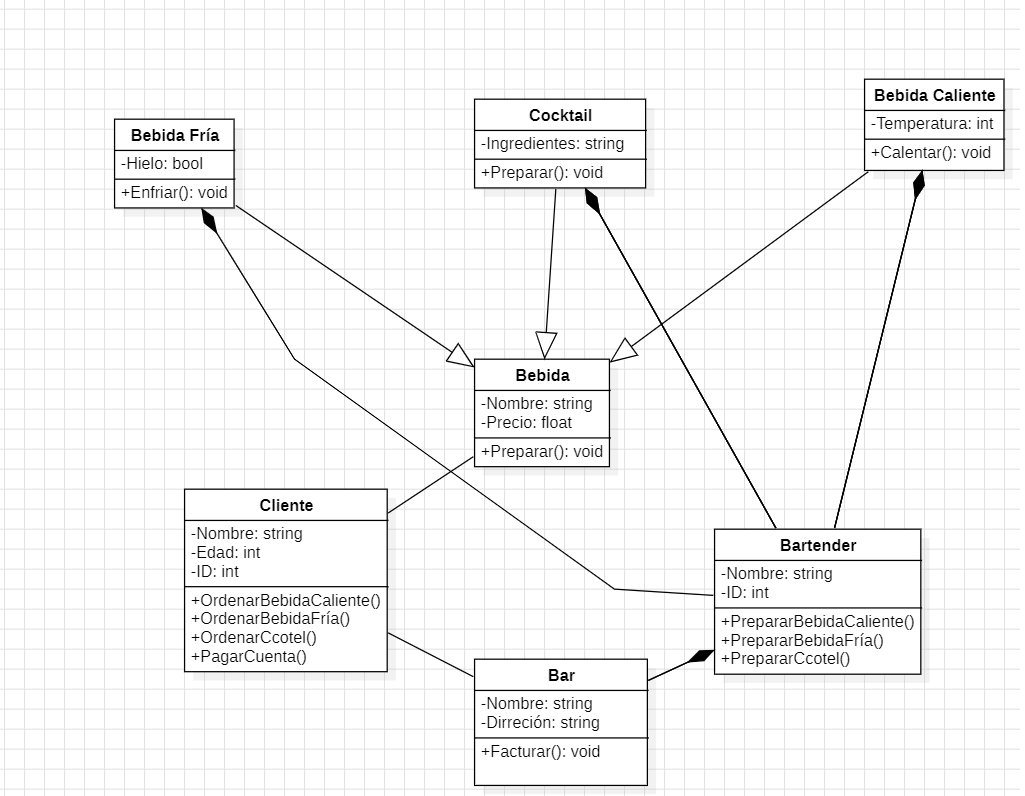 Bebida Fría
-Hielo: bool
+Enfriar(): void
Cocktail
-Ingredientes: string
+Preparar(): void
Bebida Caliente
-Temperatura: int
+Calentar(): void
Bebida
-Nombre: string
-Precio: float
+Preparar(): void
Cliente
-Nombre: string
-Edad: int
-ID: int
+OrdenarBebidaCaliente()
+OrdenarBebidaFría()
+OrdenarCcotel()
+PagarCuenta()
Bartender
-Nombre: string
-ID: int
+PrepararBebidaCaliente()
+PrepararBebidaFría()
+PrepararCcotel()
Bar
-Nombre: string
-Dirreción: string
+Facturar(): void